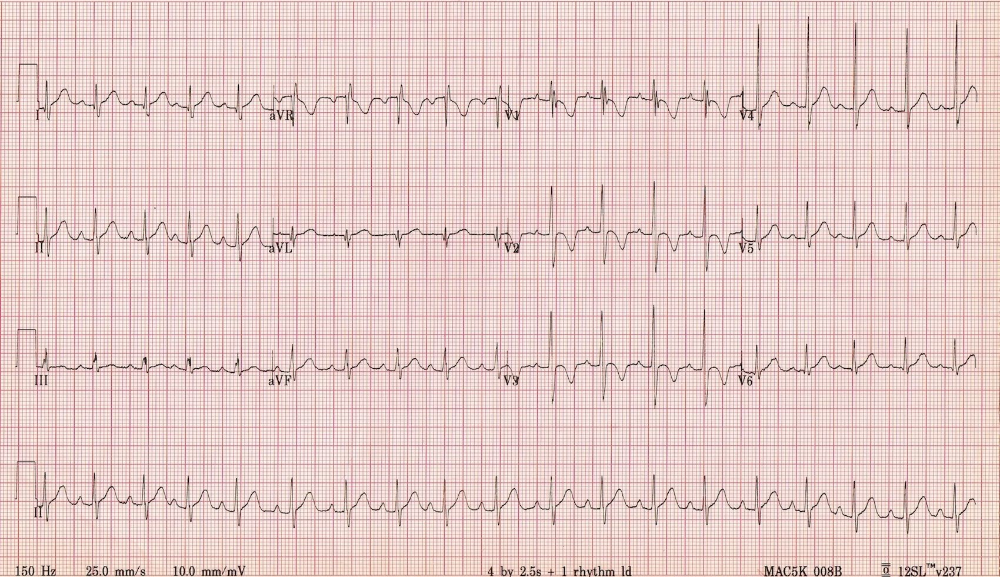 I aVR V1 V4
II aVL V2 V5
III aVF V3 V6
II
150 Hz 25.0 mm/s 10.0 mm/mV 4 by 2.5s + 1 rhythm ld MAC5K 008B 12SL™v237